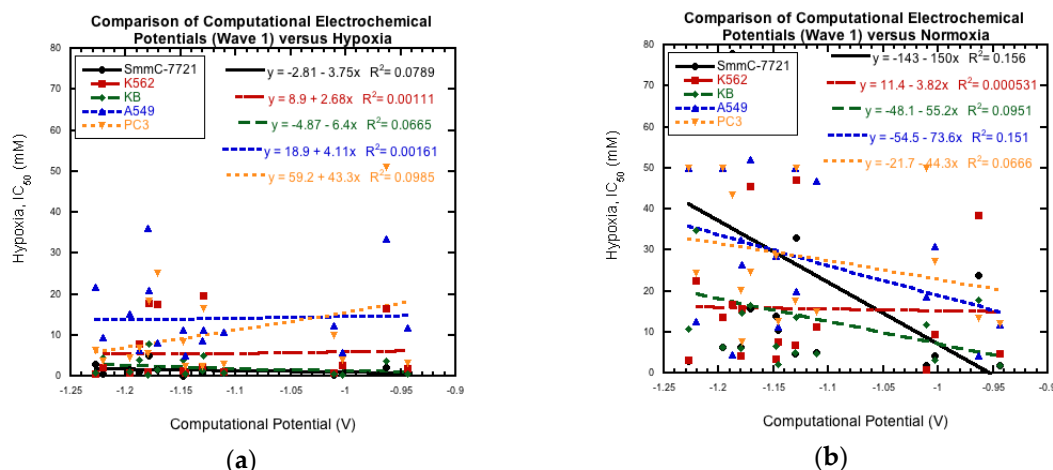 Comparison of Computational Electrochemical
Potentials (Wave 1) versus Hypoxia
80
70
60
50
40
30
20
10
0
Hypoxia, IC50 (mM)
SmmC-7721
K562
KB
A549
PC3
y = -2.81 - 3.75x R²= 0.0789
y = 8.9 + 2.68x R²= 0.00111
y = -4.87 - 6.4x R²= 0.0665
y = 18.9 + 4.11x R²= 0.00161
y = 59.2 + 43.3x R²= 0.0985
-1.25 -1.2 -1.15 -1.1 -1.05 -1 -0.95 -0.9
Computational Potential (V)
(a)
Comparison of Computational Electrochemical
Potentials (Wave 1) versus Normoxia
80
70
60
50
40
30
20
10
0
Hypoxia, IC50 (mM)
SmmC-7721
K562
KB
A549
PC3
y = -143 - 150x R²= 0.156
y = 11.4 - 3.82x R²= 0.000531
y = -48.1 - 55.2x R²= 0.0951
y = -54.5 - 73.6x R²= 0.151
y = -21.7 - 44.3x R²= 0.0666
-1.25 -1.2 -1.15 -1.1 -1.05 -1 -0.95 -0.9
Computational Potential (V)
(b)